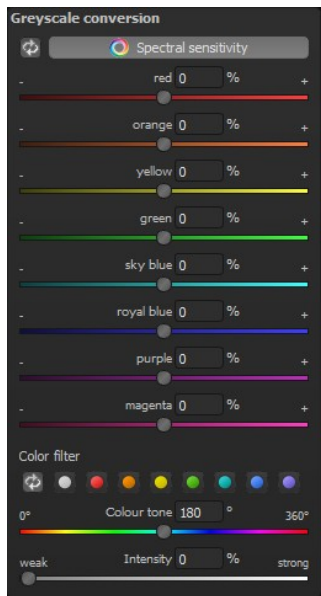 Greyscale conversion
Spectral sensitivity
- red 0 % +
- orange 0 % +
- yellow 0 % +
- green 0 % +
- sky blue 0 % +
- royal blue 0 % +
- purple 0 % +
- magenta 0 % +
Color filter
0° Colour tone 180 ° 360°
weak Intensity 0 % strong